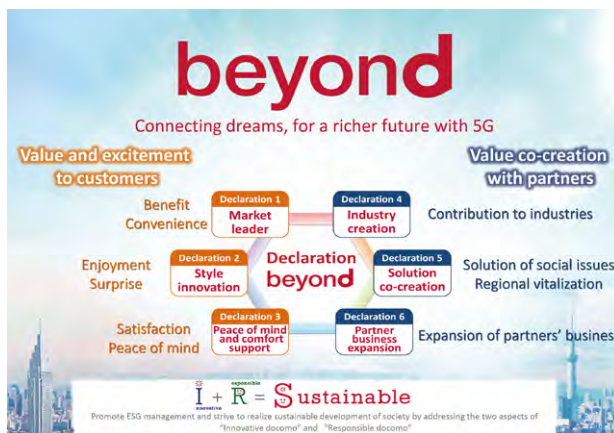 beyond
Connecting dreams, for a richer future with 5G
Value and excitement
to customers
Value co-creation
with partners
Benefit
Convenience
Declaration 1
Market
leader
Declaration 4
Industry
creation
Contribution to industries
Enjoyment
Surprise
Declaration 2
Style
innovation
Declaration
beyond
Declaration 5
Solution
co-creation
Solution of social issues
Regional vitalization
Satisfaction
Peace of mind
Declaration 3
Peace of mind
and comfort
support
Declaration 6
Partner
business
expansion
Expansion of partners' busines
Innovative + Responsible = Sustainable
Promote ESG management and strive to realize sustainable development of society by addressing the two aspects of
"Innovative docomo" and "Responsible docomo"